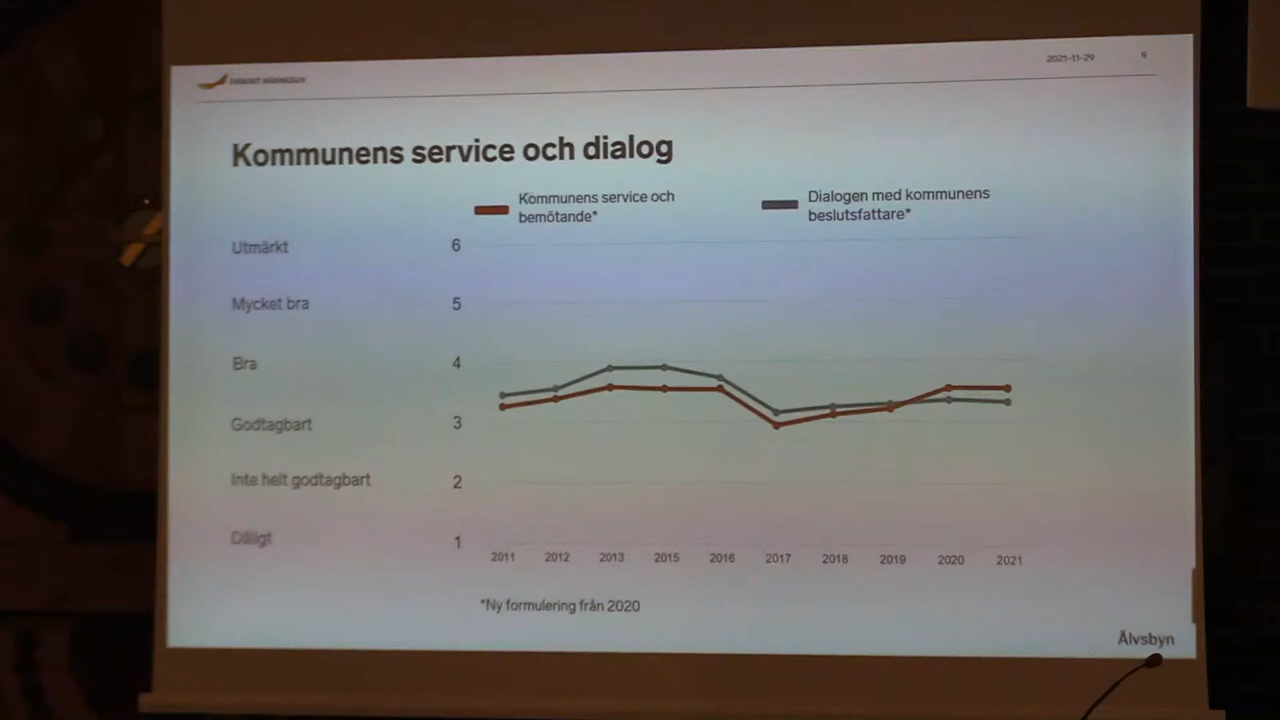 SVENSKT NÄRINGSLIV
2021-11-29
9
Kommunens service och dialog
Kommunens service och
bemötande*
Dialogen med kommunens
beslutsfattare*
Utmärkt 6
Mycket bra 5
Bra 4
Godtagbart 3
Inte helt godtagbart 2
Dåligt 1
2011 2012 2013 2015 2016 2017 2018 2019 2020 2021
*Ny formulering från 2020
Älvsbyn